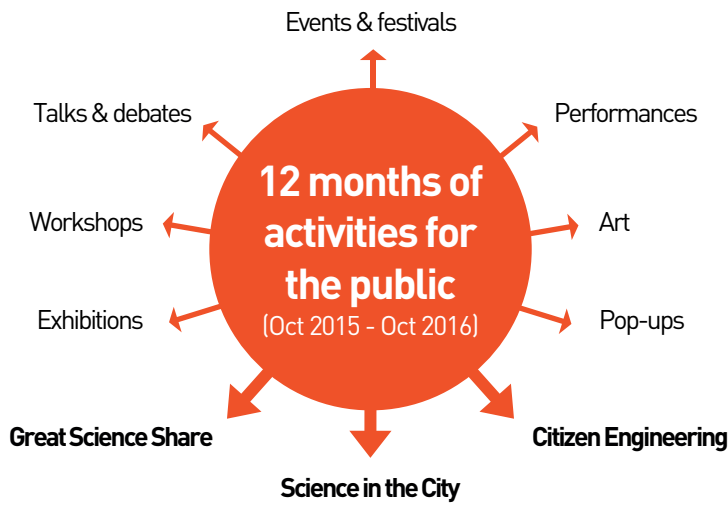 Events & festivals
Talks & debates
Performances
12 months of
activities for
the public
(Oct 2015 - Oct 2016)
Workshops
Art
Exhibitions
Pop-ups
Great Science Share
Citizen Engineering
Science in the City